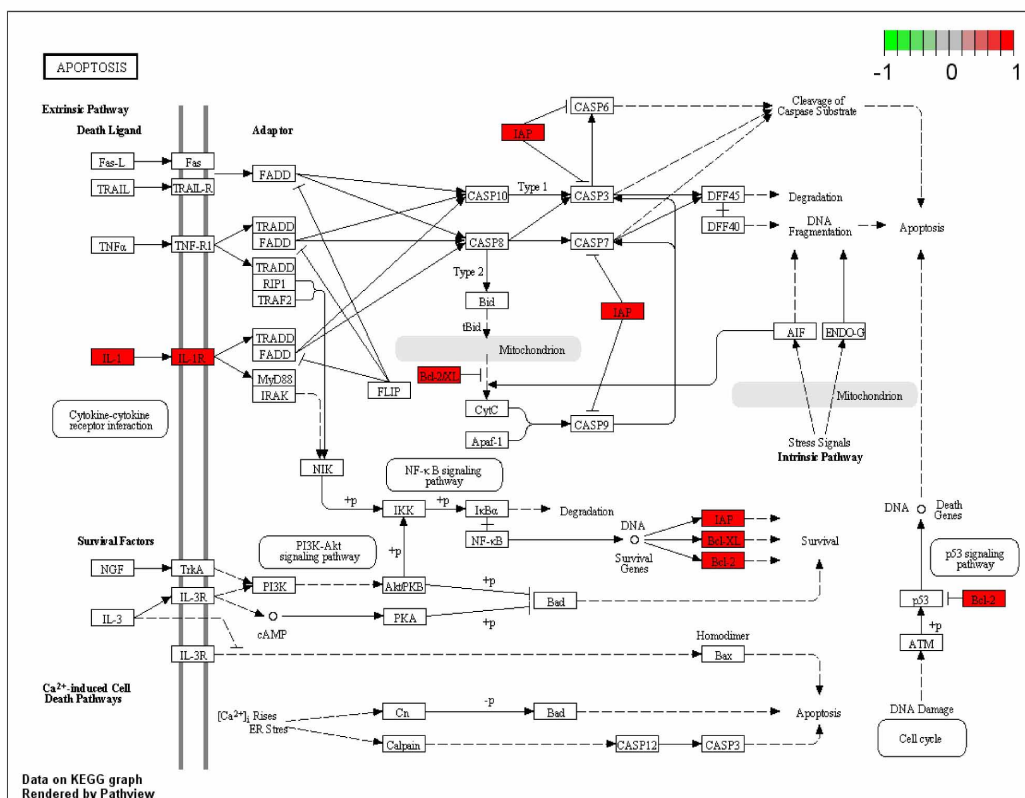 APOPTOSIS
-1 0 1
Extrinsic Pathway
Death Ligand
Adaptor
Fas-L
Fas
FADD
TRAIL
TRAIL-R
TNFα
TNF-R1
TRADD
FADD
TRADD
RIP1
TRAF2
IL-1
IL-1R
TRADD
FADD
MyD88
IRAK
FLIP
Cytokine-cytokine
receptor interaction
NIK
IAP
CASP6
CASP10
Type 1
CASP3
CASP8
CASP7
Type 2
Bid
tBid
Mitochondrion
Bcl-2/XL
CytC
Apaf-1
CASP9
IAP
Cleavage of
Caspase Substrate
DFF45
Degradation
DFF40
DNA
Fragmentation
Apoptosis
AIF
ENDO-G
Mitochondrion
Stress Signals
Intrinsic Pathway
NF-κB signaling
pathway
+p
IKK
+p
IκBα
Degradation
NF-κB
DNA
Survival
Genes
IAP
Bcl-XL
Bcl-2
Survival
DNA
Death
Genes
p53 signaling
pathway
p53
Bcl-2
+p
ATM
DNA Damage
Cell cycle
Survival Factors
PI3K-Akt
signaling pathway
NGF
TrkA
PI3K
+p
Akt/PKB
+p
IL-3R
IL-3
cAMP
PKA
+p
Bad
IL-3R
Homodimer
Bax
Ca2+-induced Cell
Death Pathways
[Ca2+]i Rises
ER Stres
Cn
-p
Bad
Apoptosis
Calpain
CASP12
CASP3
Data on KEGG graph
Rendered by Pathview